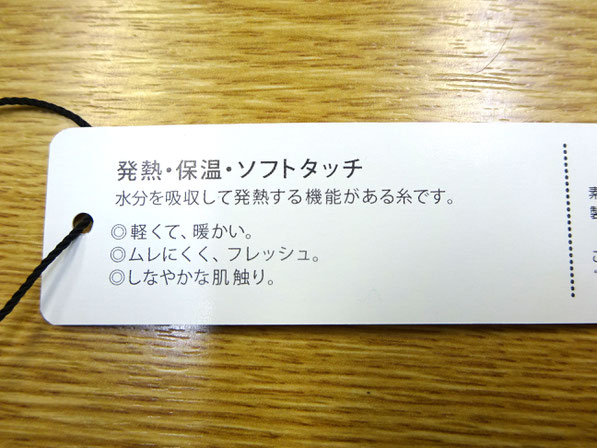 発熱・保温・ソフトタッチ
水分を吸収して発熱する機能がある糸です。
◎軽くて、暖かい。
◎ムレにくく、フレッシュ。
◎しなやかな肌触り。